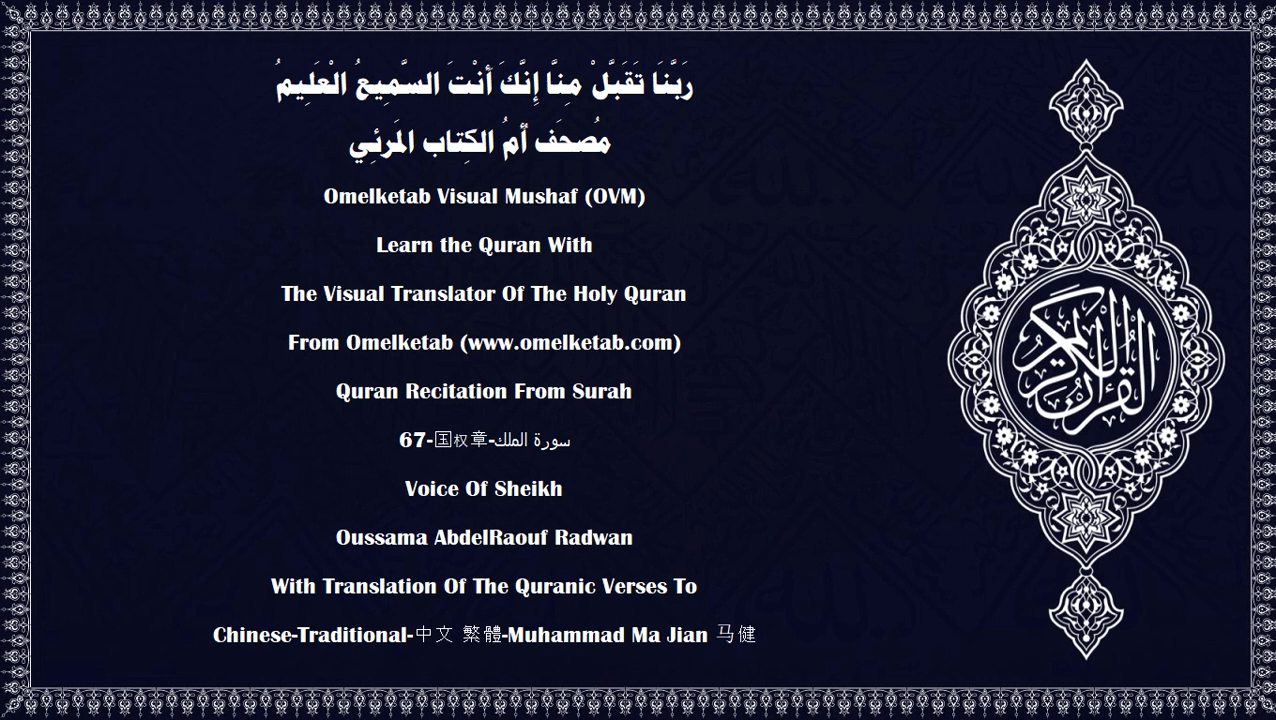 رَبَّنَا تَقَبَّلْ مِنَّا إِنَّكَ أَنْتَ السَّمِيعُ الْعَلِيمُ
مُصحَف أمُ الكِتاب المَرئِي
Omelketab Visual Mushaf (OVM)
Learn the Quran With
The Visual Translator Of The Holy Quran
From Omelketab (www.omelketab.com)
Quran Recitation From Surah
67-国权章-سورة الملك
Voice Of Sheikh
Oussama AbdelRaouf Radwan
With Translation Of The Quranic Verses To
Chinese-Traditional-中文 繁體-Muhammad Ma Jian 马健
القرآن الكريم